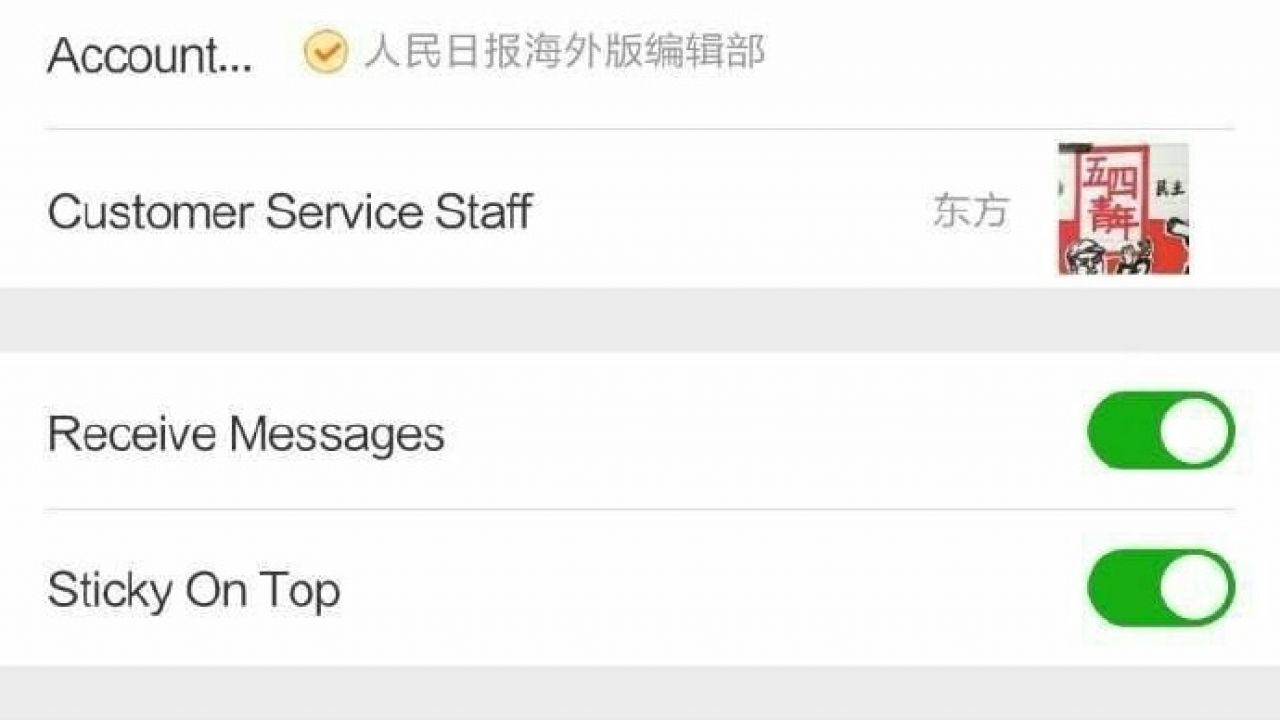 Account... 人民日报海外版编辑部
Customer Service Staff 东方
五四
青年
民主
Receive Messages
Sticky On Top